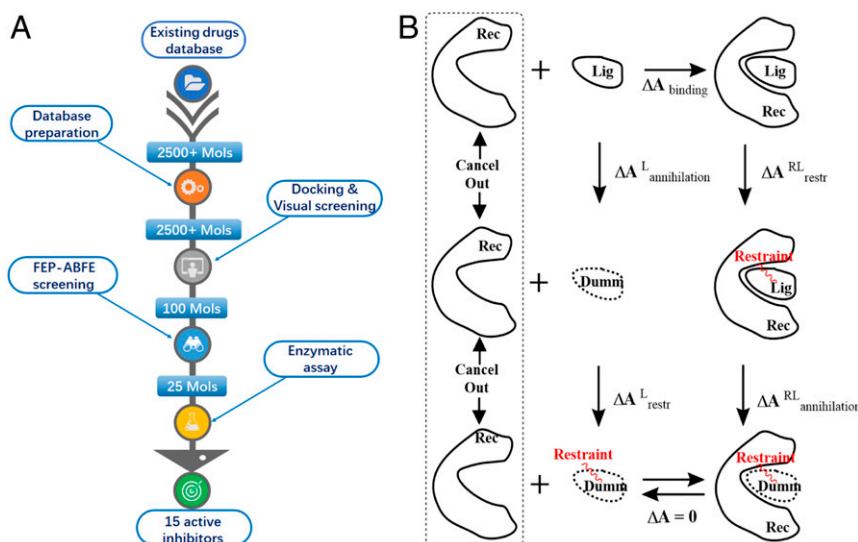 A
Existing drugs
database
Database
preparation
2500+ Mols
Docking &
Visual screening
2500+ Mols
FEP-ABFE
screening
100 Mols
Enzymatic
assay
25 Mols
15 active
inhibitors
B
Rec
+
Lig
ΔA binding
Lig
Rec
Cancel
Out
ΔA L annihilation
ΔA RL restr
Rec
+
Dumm
Restraint
Lig
Rec
Cancel
Out
ΔA L restr
ΔA RL annihilation
Rec
+
Restraint
Dumm
ΔA = 0
Restraint
Dumm
Rec